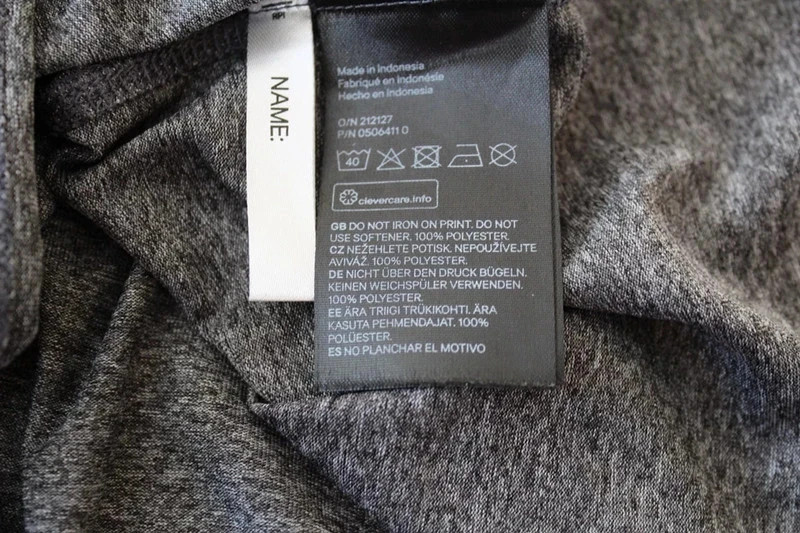 RPI
NAME:
Made in Indonesia
Fabriqué en Indonésie
Hecho en Indonesia
O/N 212127
P/N 0506411 0
40
clevercare.info
GB DO NOT IRON ON PRINT. DO NOT
USE SOFTENER. 100% POLYESTER.
CZ NEŽEHLETE POTISK. NEPOUŽÍVEJTE
AVIVÁŽ. 100% POLYESTER.
DE NICHT ÜBER DEN DRUCK BÜGELN.
KEINEN WEICHSPÜLER VERWENDEN.
100% POLYESTER.
EE ÄRA TRIIGI TRÜKIKOHTI. ÄRA
KASUTA PEHMENDAJAT. 100%
POLÜESTER.
ES NO PLANCHAR EL MOTIVO